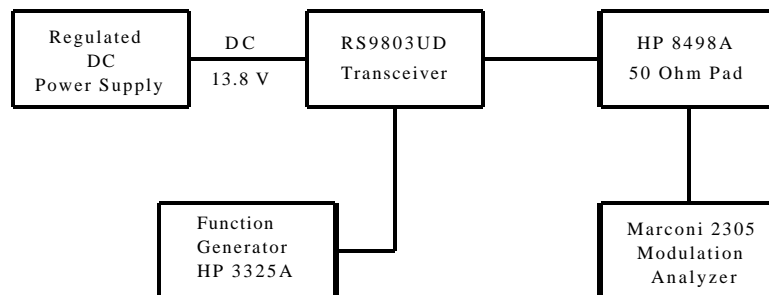 Regulated
DC
Power Supply
DC
13.8 V
RS9803UD
Transceiver
HP 8498A
50 Ohm Pad
Function
Generator
HP 3325A
Marconi 2305
Modulation
Analyzer